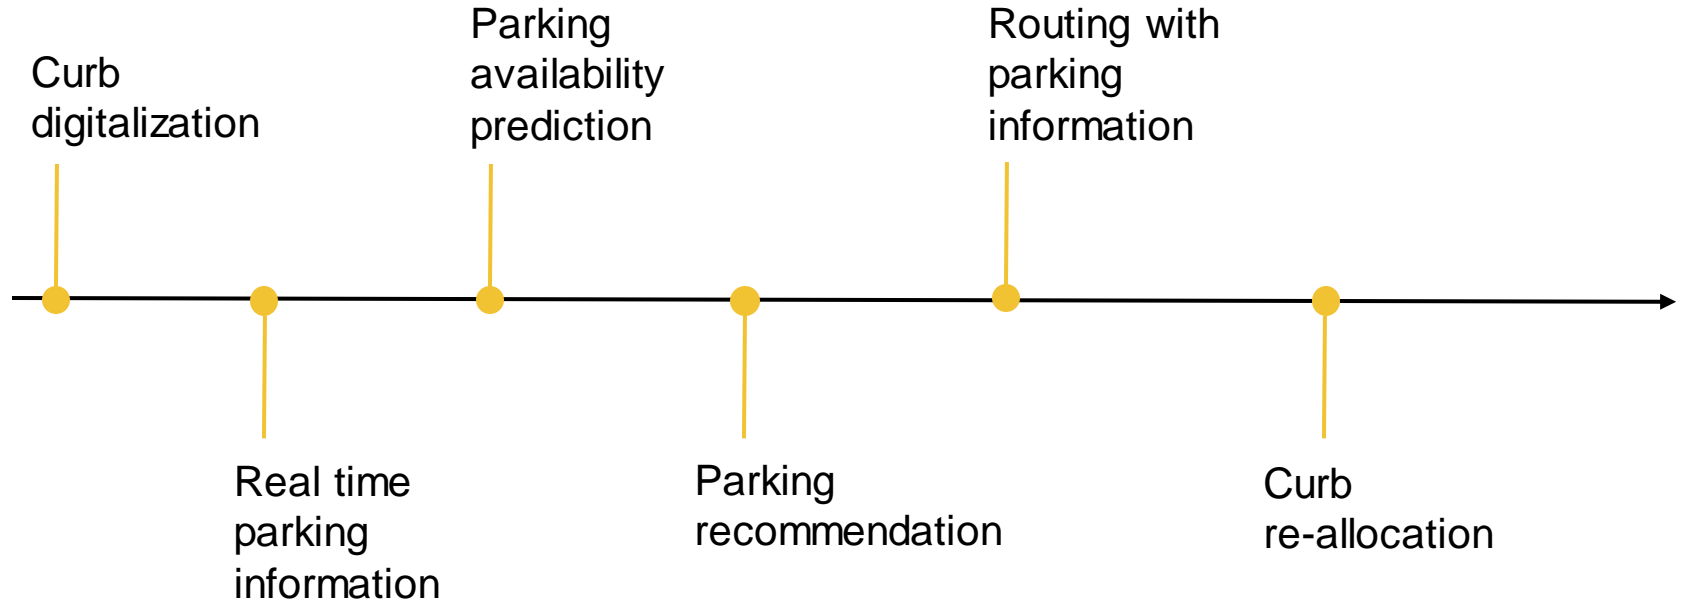 Curb
digitalization
Real time
parking
information
Parking
availability
prediction
Parking
recommendation
Routing with
parking
information
Curb
re-allocation